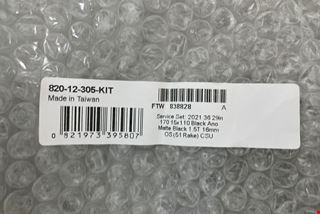 820-12-305-KIT
Made in Taiwan
0 821973 395807
FTW 838828 A
Service Set: 2021 36 29in
170 15x110 Black Ano
Matte Black 1.5T 16mm
OS(51 Rake) CSU